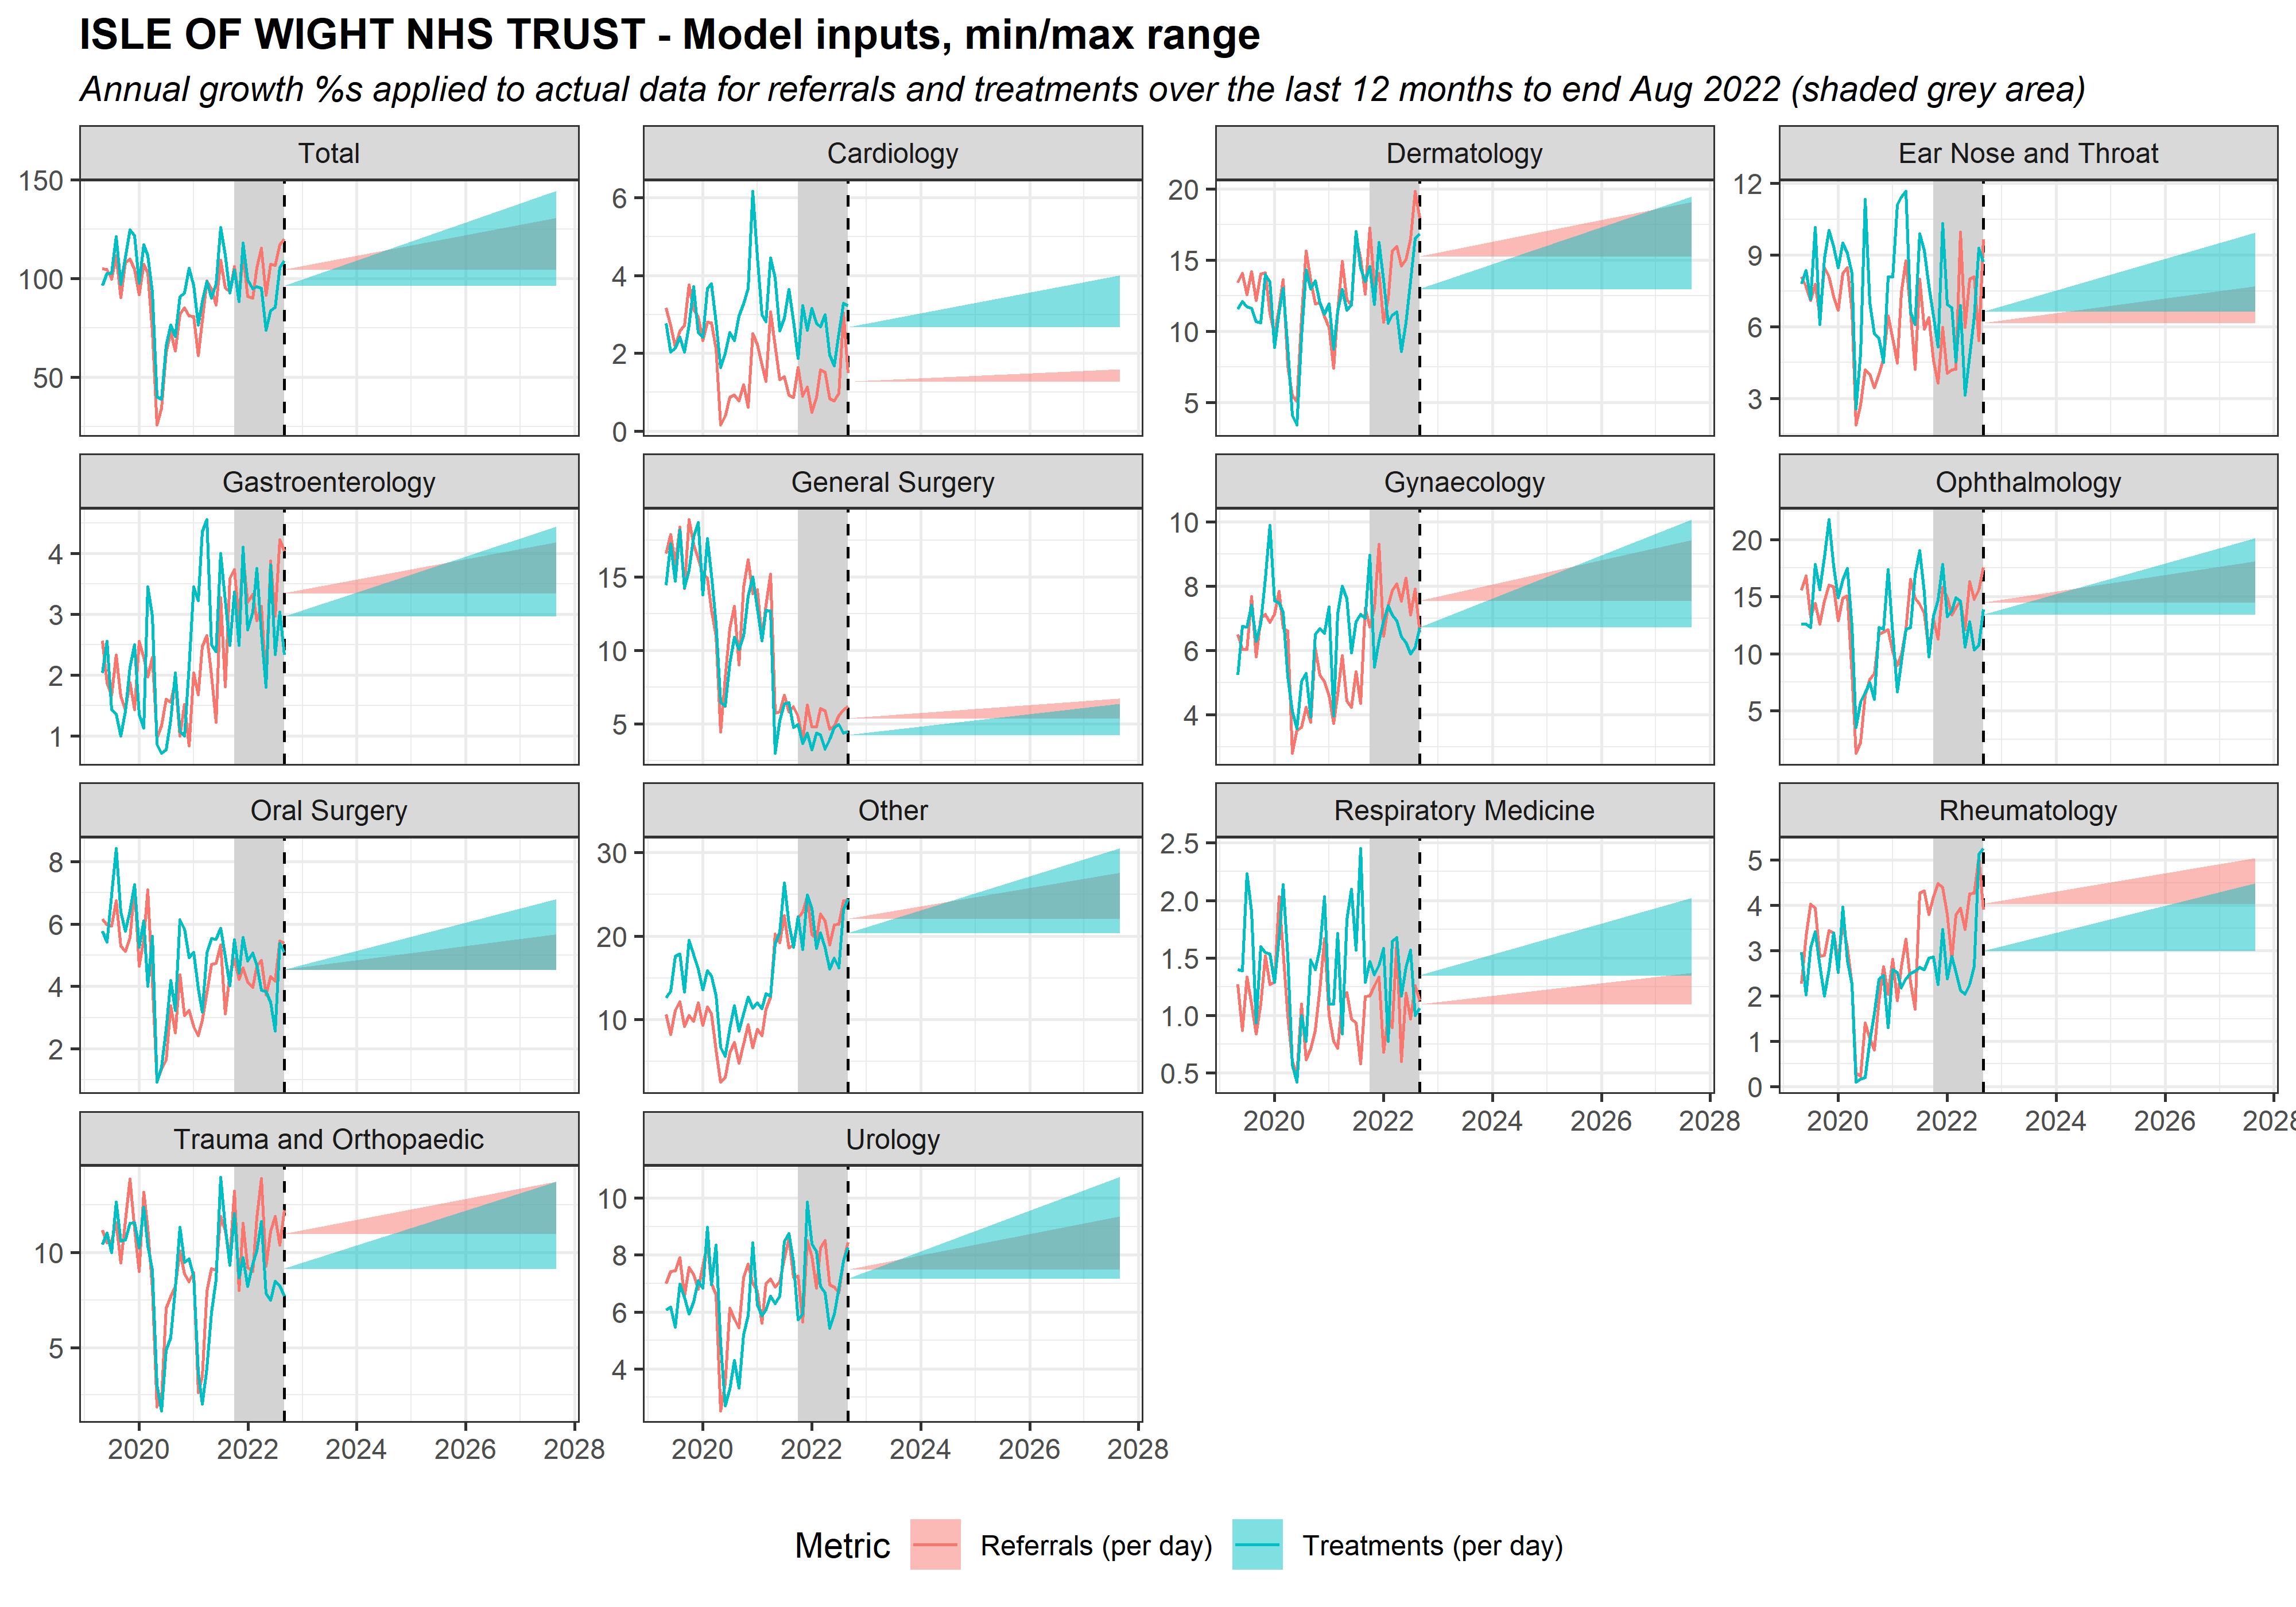 ISLE OF WIGHT NHS TRUST - Model inputs, min/max range
Annual growth %s applied to actual data for referrals and treatments over the last 12 months to end Aug 2022 (shaded grey area)
Total
Cardiology
Dermatology
Ear Nose and Throat
150
100
50
6
4
2
0
20
15
10
5
12
9
6
3
Gastroenterology
General Surgery
Gynaecology
Ophthalmology
4
3
2
1
15
10
5
10
8
6
4
20
15
10
5
Oral Surgery
Other
Respiratory Medicine
Rheumatology
8
6
4
2
30
20
10
2.5
2.0
1.5
1.0
0.5
5
4
3
2
1
0
2020 2022 2024 2026 2028
2020 2022 2024 2026 2028
Trauma and Orthopaedic
Urology
10
5
10
8
6
4
2020 2022 2024 2026 2028
2020 2022 2024 2026 2028
Metric Referrals (per day) Treatments (per day)